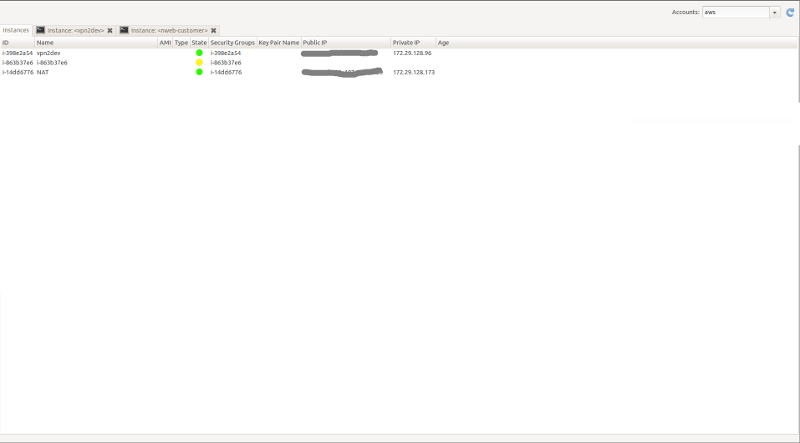 Accounts: aws
Instances Instance: <vpn2dev> Instance: <nweb-customer>
ID Name AMI Type State Security Groups Key Pair Name Public IP Private IP Age
i-398e2a54 vpn2dev i-398e2a54 172.29.128.96
i-863b37e6 i-863b37e6 i-863b37e6
i-14dd6776 NAT i-14dd6776 172.29.128.173